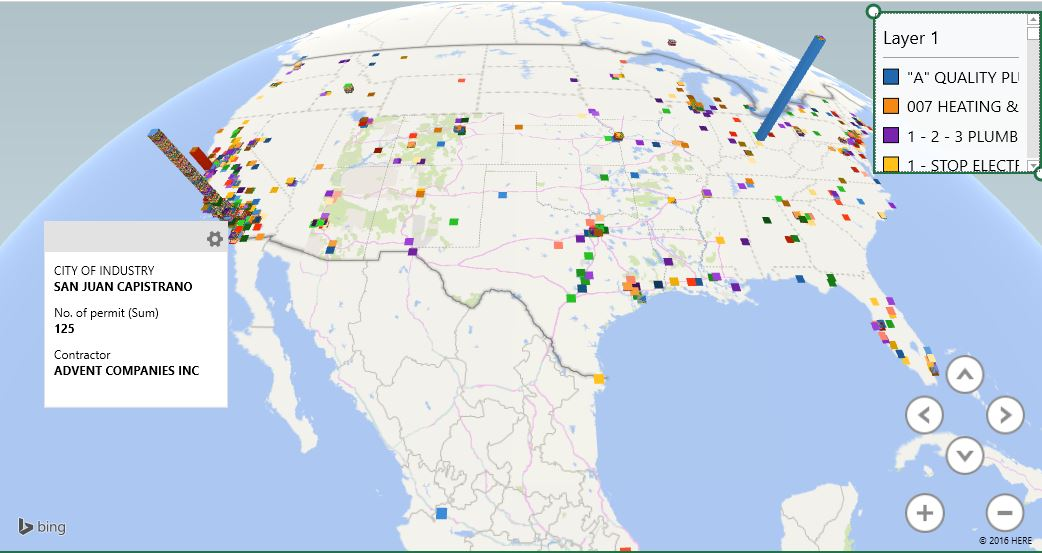 Layer 1
"A" QUALITY PL
007 HEATING &
1 - 2 - 3 PLUMB
1 - STOP ELECTR
CITY OF INDUSTRY
SAN JUAN CAPISTRANO
No. of permit (Sum)
125
Contractor
ADVENT COMPANIES INC
bing
© 2016 HERE